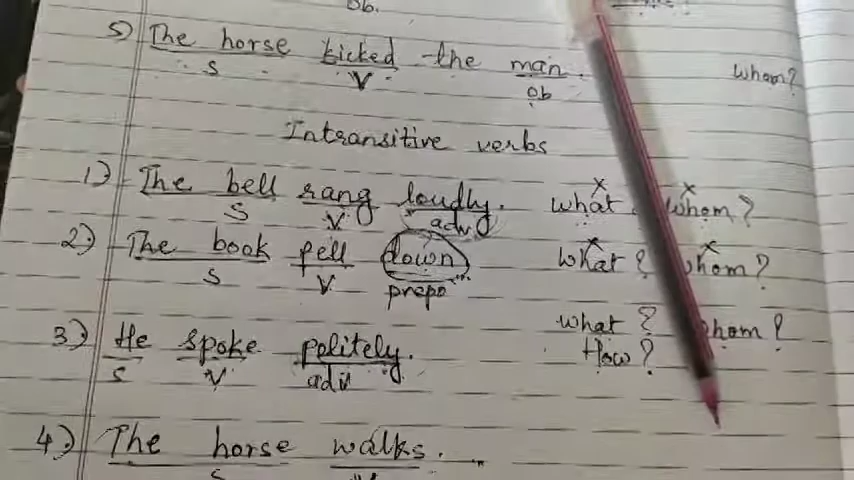 Ob.
5) The horse kicked the man. whom?
S V Ob
Intransitive verbs
1) The bell rang loudly. what whom?
S V adv
2) The book fell down what? whom?
S V prepo
3) He spoke politely. what? whom?
S V adv How?
4) The horse walks.
S V